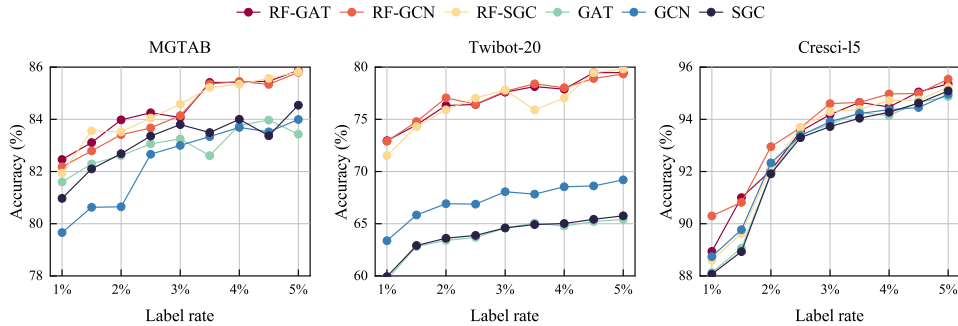 RF-GAT RF-GCN RF-SGC GAT GCN SGC
MGTAB
Accuracy (%)
86
84
82
80
78
1% 2% 3% 4% 5%
Label rate
Twibot-20
Accuracy (%)
80
75
70
65
60
1% 2% 3% 4% 5%
Label rate
Cresci-l5
Accuracy (%)
96
94
92
90
88
1% 2% 3% 4% 5%
Label rate